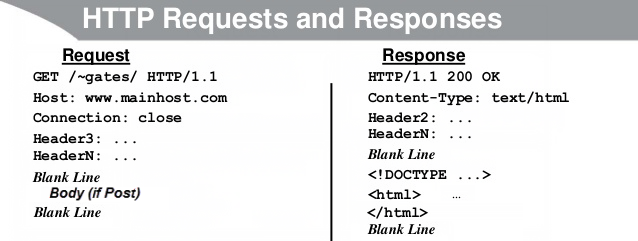 HTTP Requests and Responses
Request
GET /~gates/ HTTP/1.1
Host: www.mainhost.com
Connection: close
Header3: ...
HeaderN: ...
Blank Line
Body (if Post)
Blank Line
Response
HTTP/1.1 200 OK
Content-Type: text/html
Header2: ...
HeaderN: ...
Blank Line
<!DOCTYPE ...>
<html> …
</html>
Blank Line